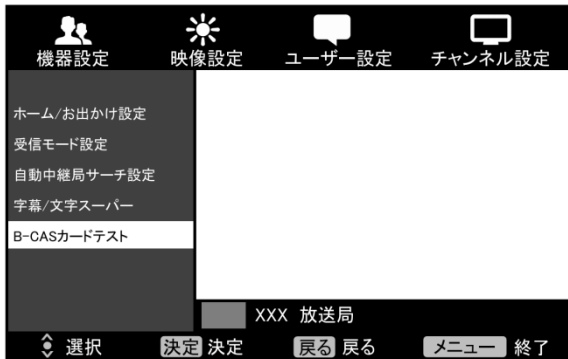 機器設定 映像設定 ユーザー設定 チャンネル設定
ホーム/お出かけ設定
受信モード設定
自動中継局サーチ設定
字幕/文字スーパー
B-CASカードテスト
XXX 放送局
選択 決定 決定 戻る 戻る メニュー 終了